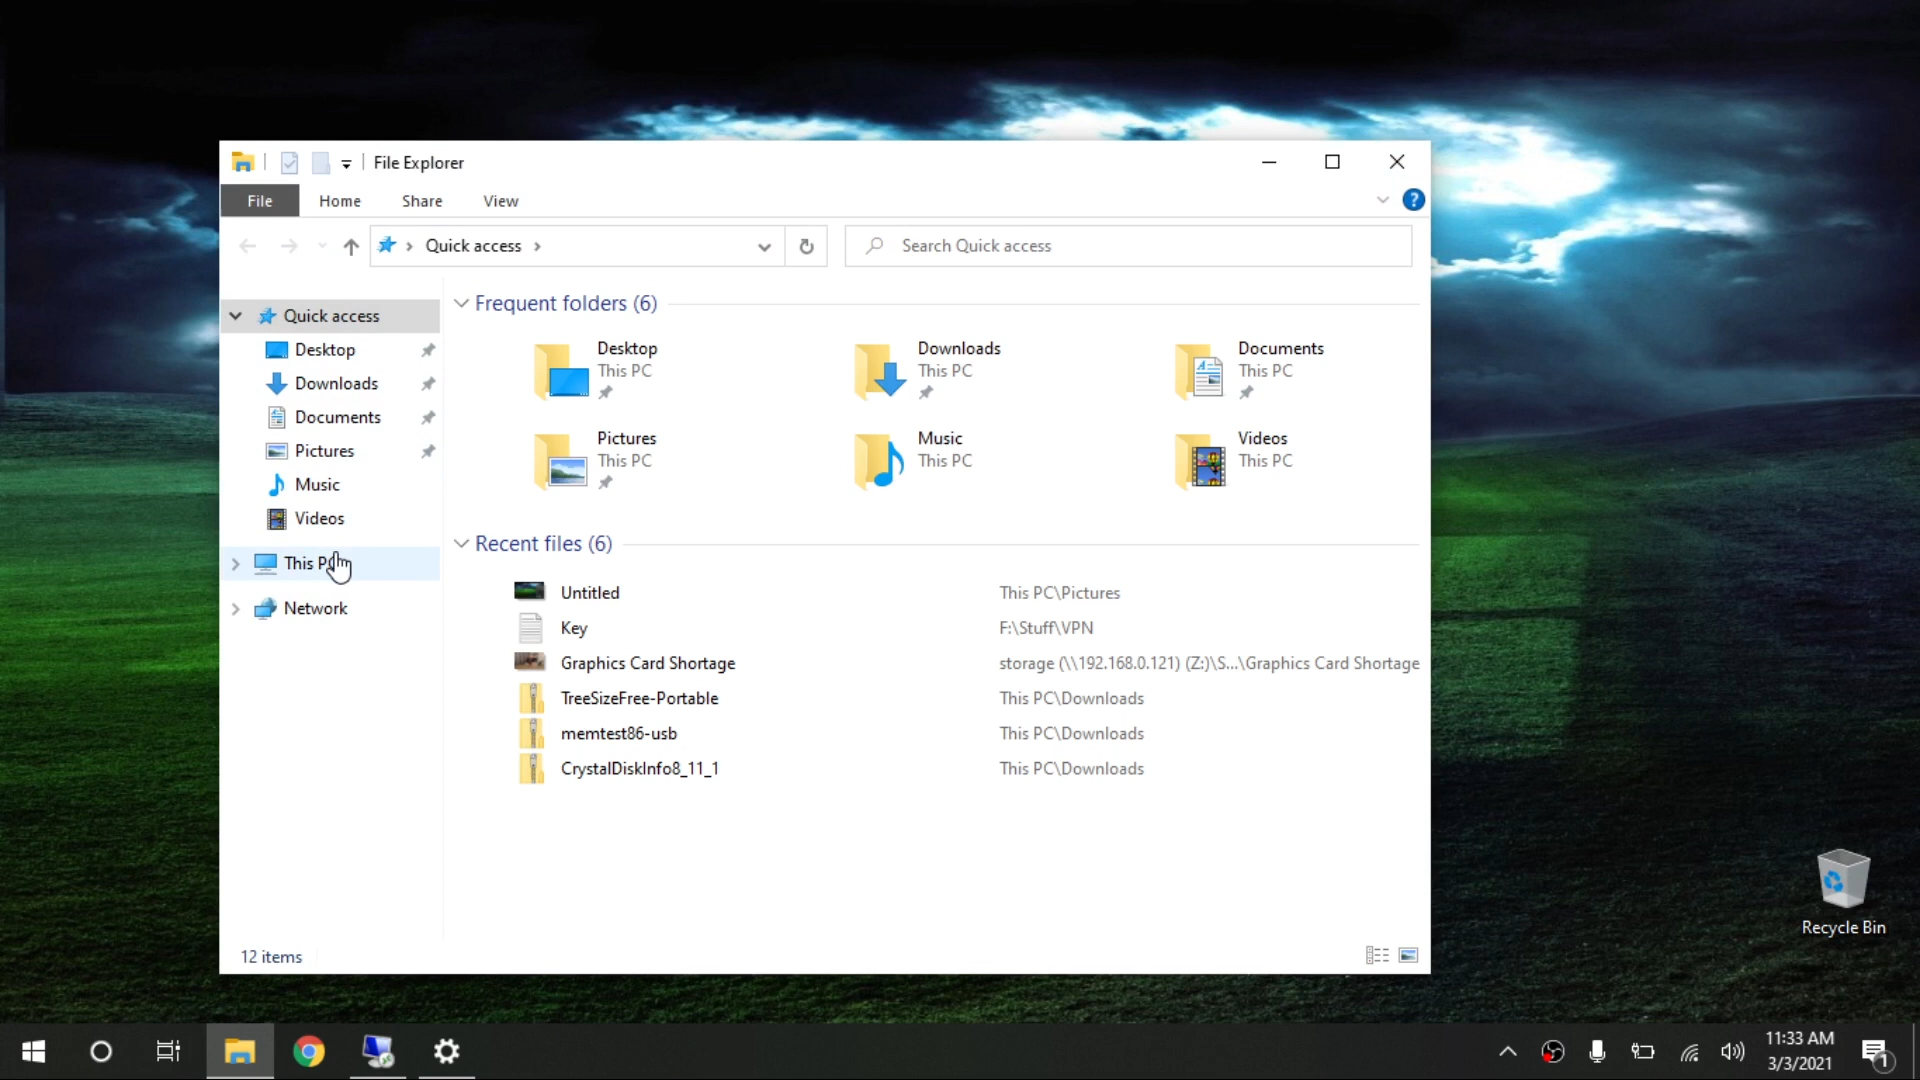 File Explorer
File Home Share View
?
Quick access
Search Quick access
Quick access
Desktop
Downloads
Documents
Pictures
Music
Videos
This PC
Network
Frequent folders (6)
Desktop
This PC
Downloads
This PC
Documents
This PC
Pictures
This PC
Music
This PC
Videos
This PC
Recent files (6)
Untitled This PC\Pictures
Key F:\Stuff\VPN
Graphics Card Shortage storage (\\192.168.0.121) (Z:)\S...\Graphics Card Shortage
TreeSizeFree-Portable This PC\Downloads
memtest86-usb This PC\Downloads
CrystalDiskInfo8_11_1 This PC\Downloads
12 items
Recycle Bin
11:33 AM
3/3/2021
1